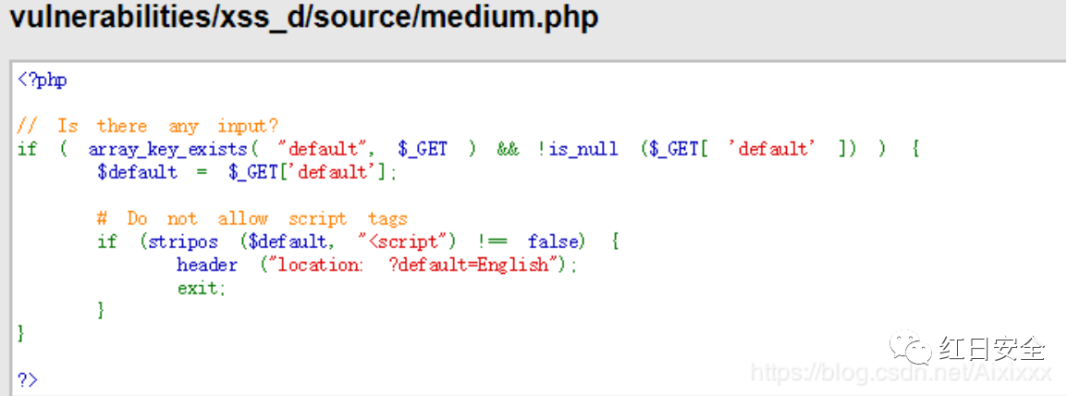 vulnerabilities/xss_d/source/medium.php
<?php
// Is there any input?
if ( array_key_exists( "default", $_GET ) && !is_null ($_GET[ 'default' ]) ) {
$default = $_GET['default'];
# Do not allow script tags
if (stripos ($default, "<script") !== false) {
header ("location: ?default=English");
exit;
}
}
?>
红日安全
https://blog.csdn.net/Aixixxx